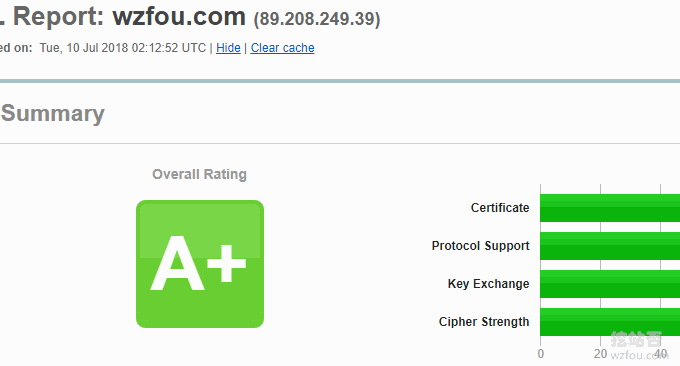 . Report: wzfou.com (89.208.249.39)
ed on: Tue, 10 Jul 2018 02:12:52 UTC | Hide | Clear cache
Summary
Overall Rating
A+
Certificate
Protocol Support
Key Exchange
Cipher Strength
0 20 40
挖站否
wzfou.com